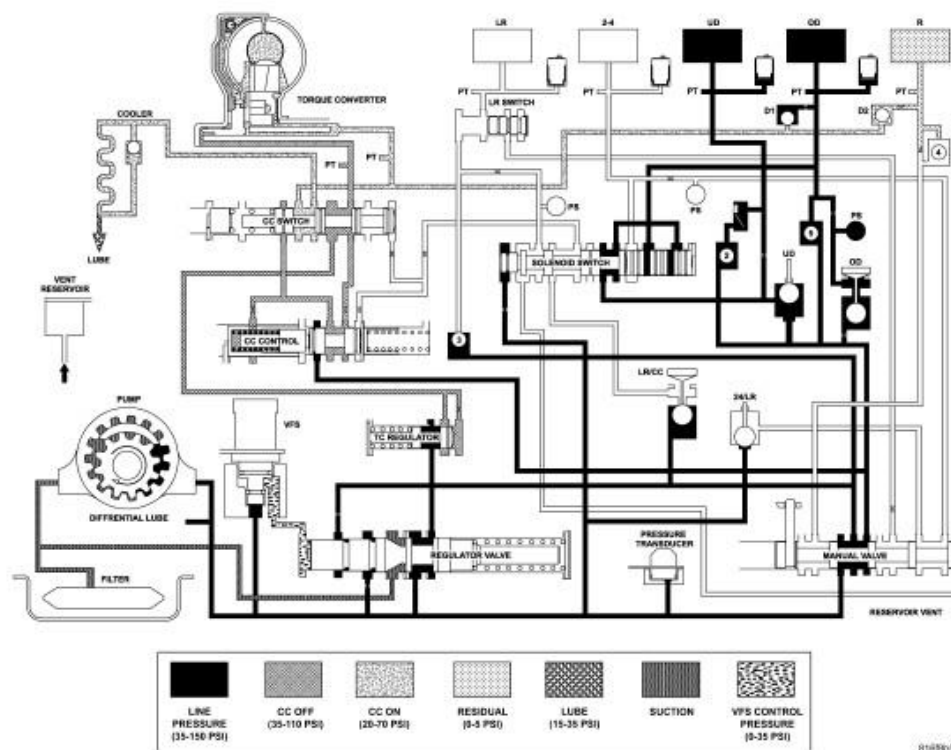 LR
2-4
UD
OD
R
PT
PT
PT
PT
PT
TORQUE CONVERTER
LR SWITCH
COOLER
D1
D2
4
PT
PT
PS
PS
CC SWITCH
LUBE
SOLENOID SWITCH
2
5
PS
UD
OD
VENT
RESERVOIR
CC CONTROL
3
LR/CC
24/LR
PUMP
VFS
TC REGULATOR
DIFFRENTIAL LUBE
REGULATOR VALVE
PRESSURE
TRANSDUCER
MANUAL VALVE
FILTER
RESERVOIR VENT
LINE
PRESSURE
(35-150 PSI)
CC OFF
(35-110 PSI)
CC ON
(20-70 PSI)
RESIDUAL
(0-5 PSI)
LUBE
(15-35 PSI)
SUCTION
VFS CONTROL
PRESSURE
(0-35 PSI)